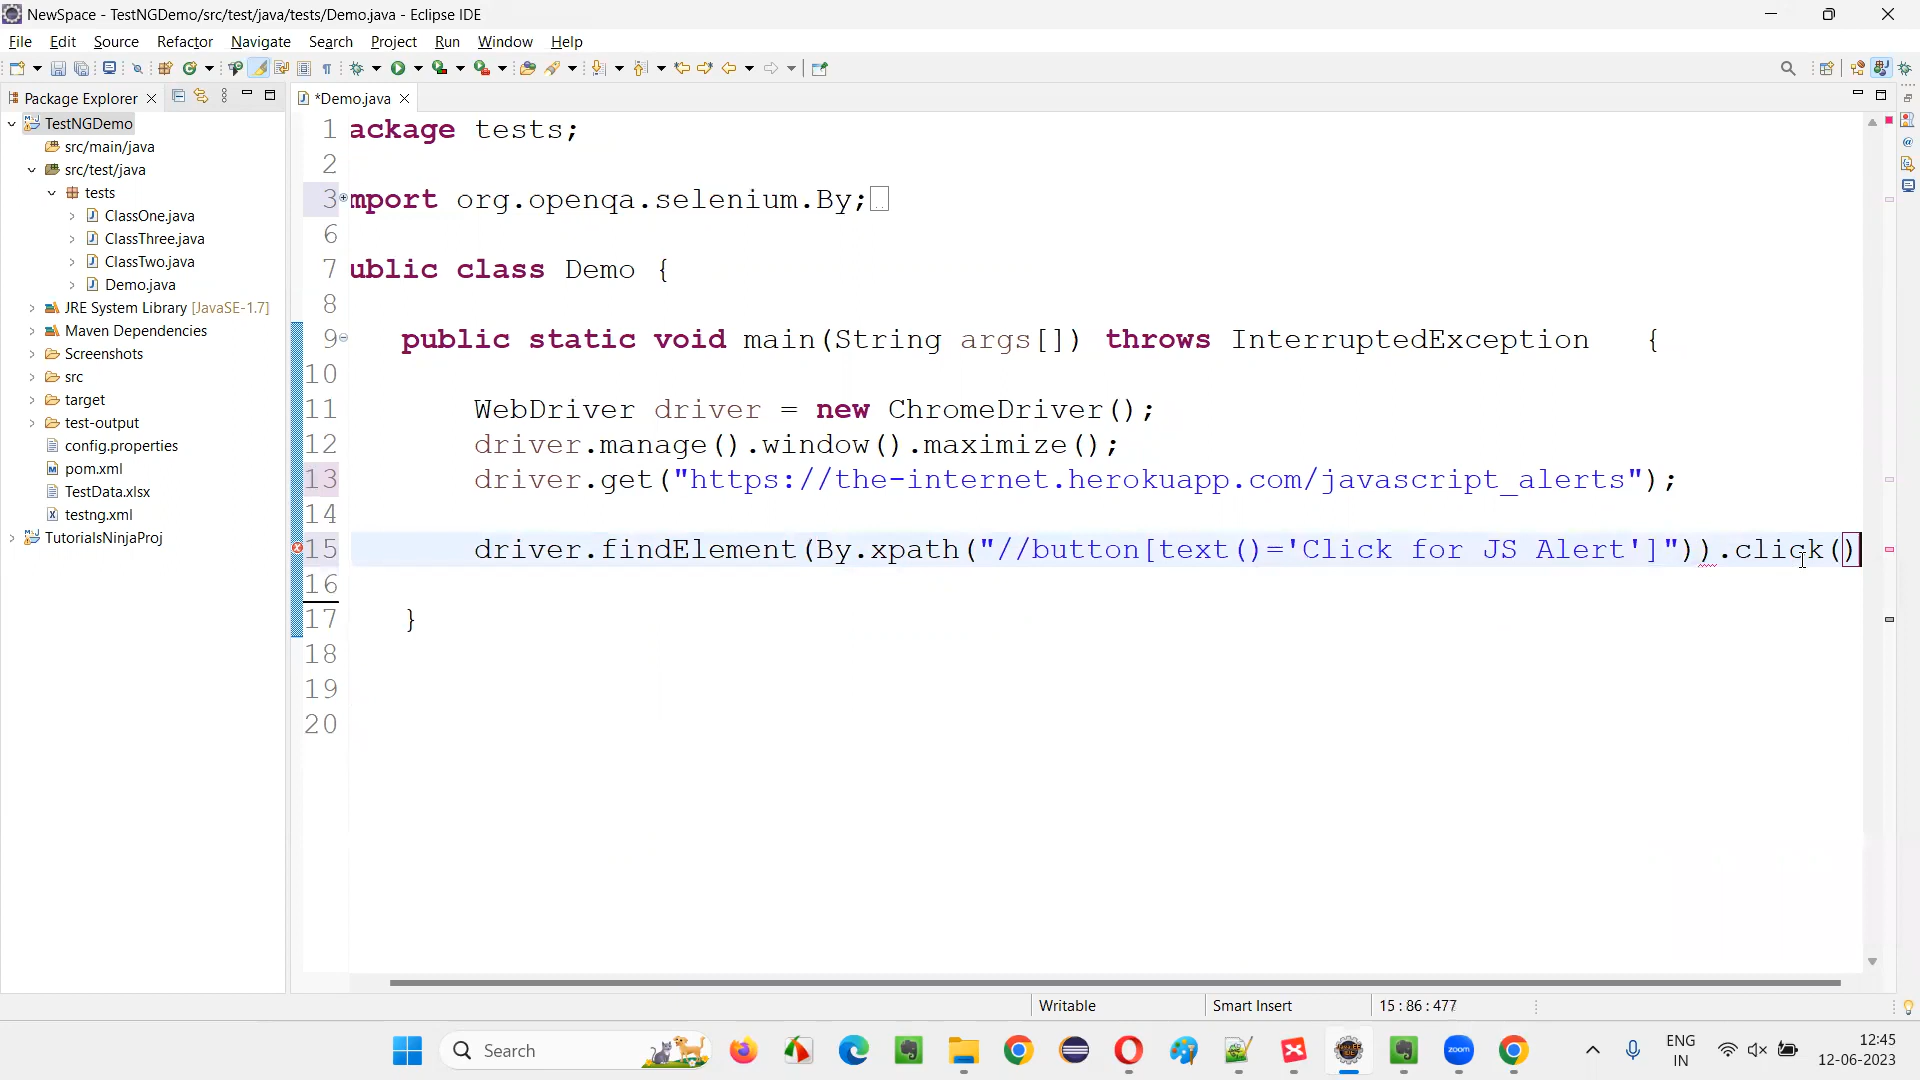 NewSpace - TestNGDemo/src/test/java/tests/Demo.java - Eclipse IDE
File Edit Source Refactor Navigate Search Project Run Window Help
Package Explorer
*Demo.java
TestNGDemo
src/main/java
src/test/java
tests
ClassOne.java
ClassThree.java
ClassTwo.java
Demo.java
JRE System Library [JavaSE-1.7]
Maven Dependencies
Screenshots
src
target
test-output
config.properties
pom.xml
TestData.xlsx
testng.xml
TutorialsNinjaProj
1 ackage tests;
2
3 mport org.openqa.selenium.By;
6
7 ublic class Demo {
8
9 public static void main(String args[]) throws InterruptedException {
10
11 WebDriver driver = new ChromeDriver();
12 driver.manage().window().maximize();
13 driver.get("https://the-internet.herokuapp.com/javascript_alerts");
14
15 driver.findElement(By.xpath("//button[text()='Click for JS Alert']")).click()
16
17 }
18
19
20
Writable Smart Insert 15 : 86 : 477
Search
zoom
ENG
IN
12:45
12-06-2023